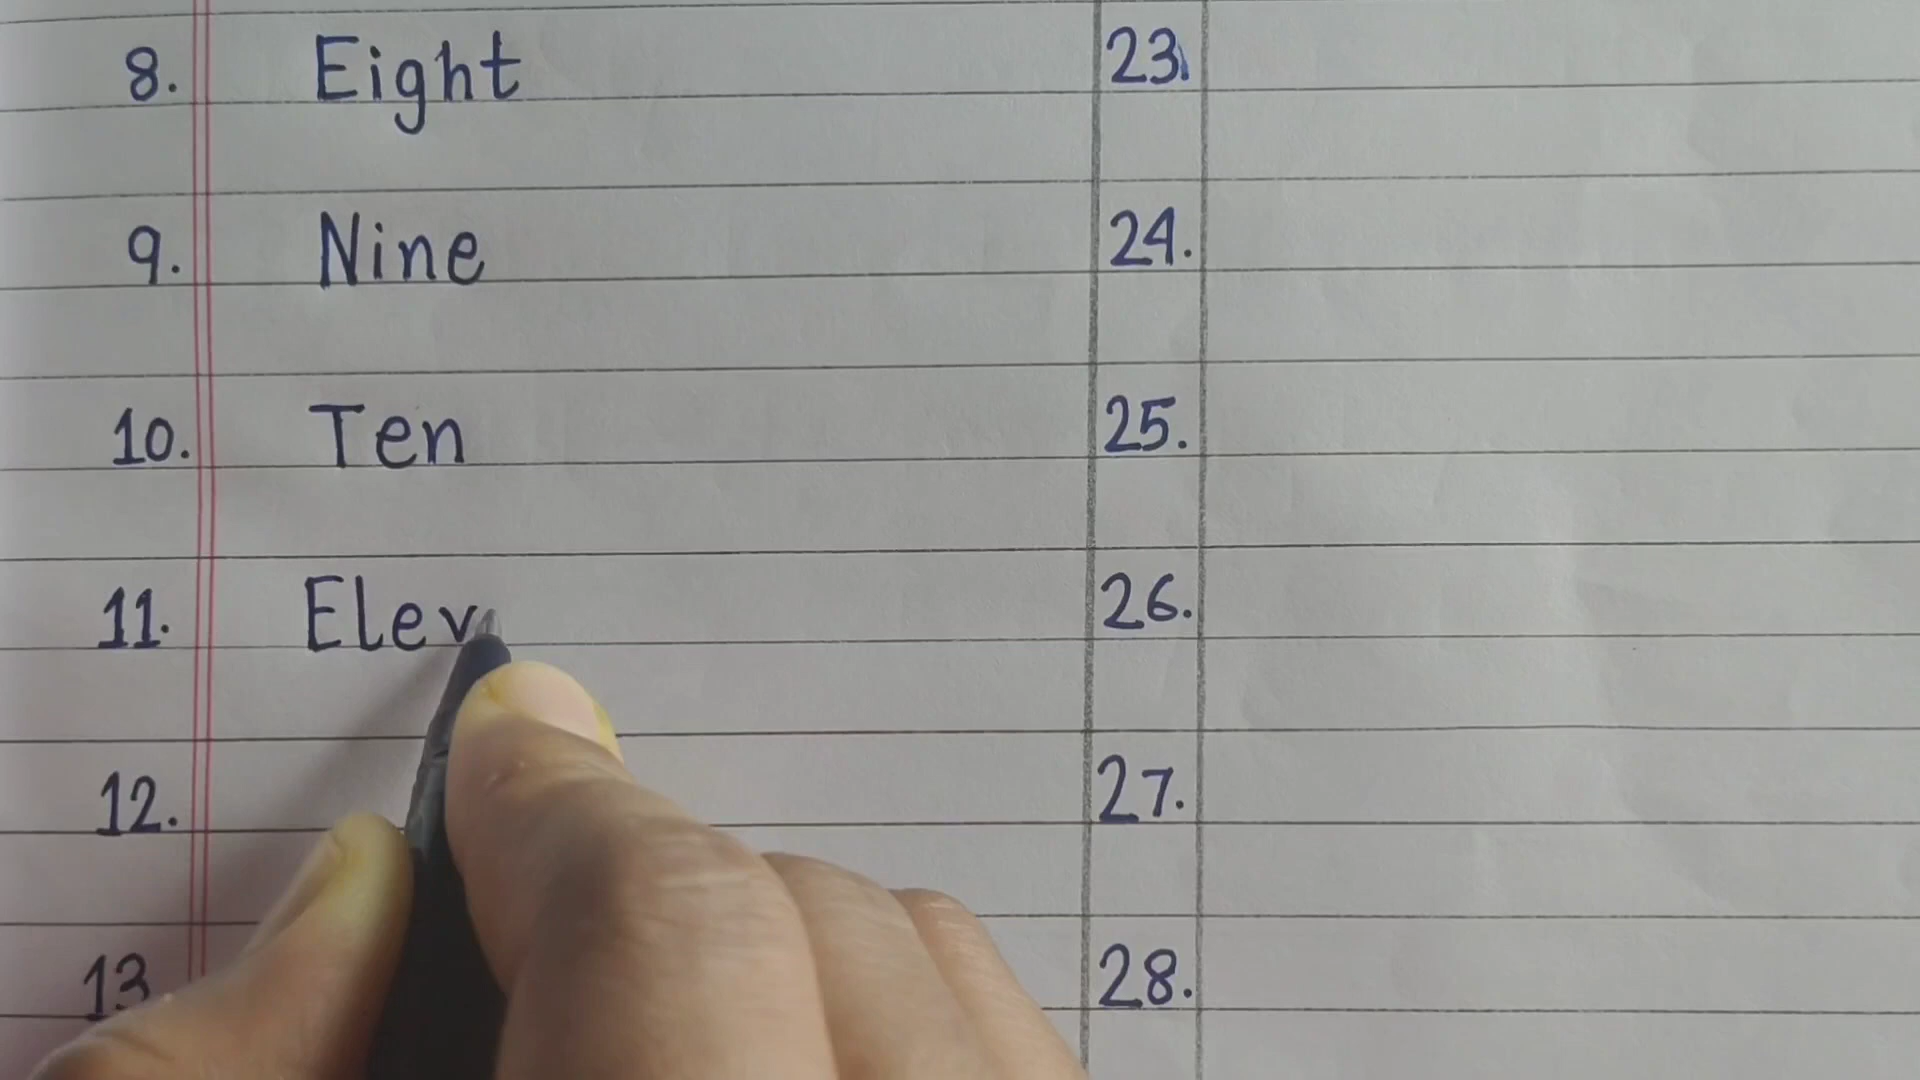 8. Eight 23.
9. Nine 24.
10. Ten 25.
11. Elev 26.
12. 27.
13 28.